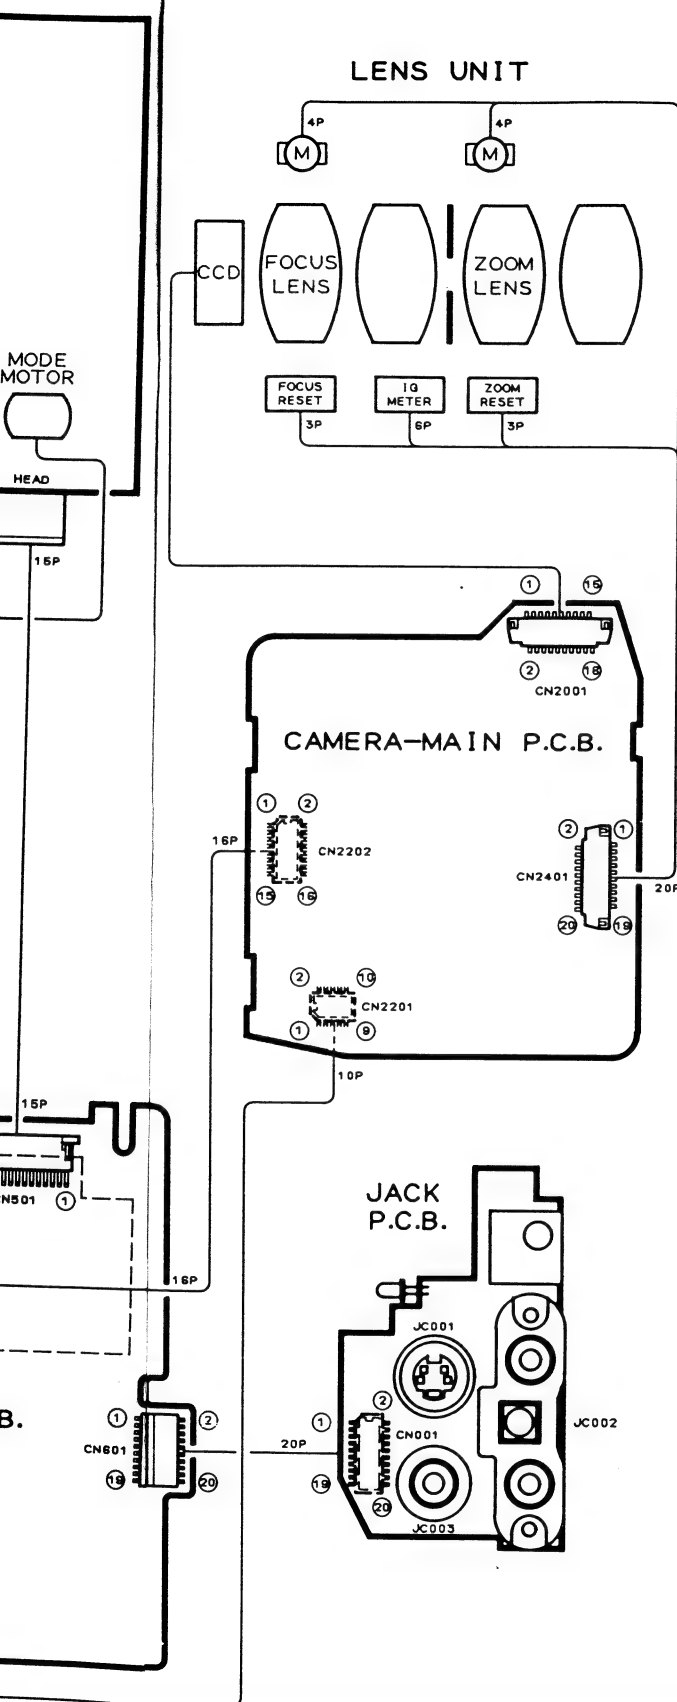 LENS UNIT
4P
4P
M
M
CCD
FOCUS
LENS
ZOOM
LENS
MODE
MOTOR
FOCUS
RESET
IG
METER
ZOOM
RESET
3P
6P
3P
HEAD
15P
1
15
2
18
CN2001
CAMERA-MAIN P.C.B.
1
2
16P
CN2202
15
16
2
1
CN2401
20P
20
19
2
10
CN2201
1
9
10P
15P
N501
1
JACK
P.C.B.
16P
JC001
B.
1
2
CN601
19
20
20P
1
2
CN001
19
20
JC002
JC003